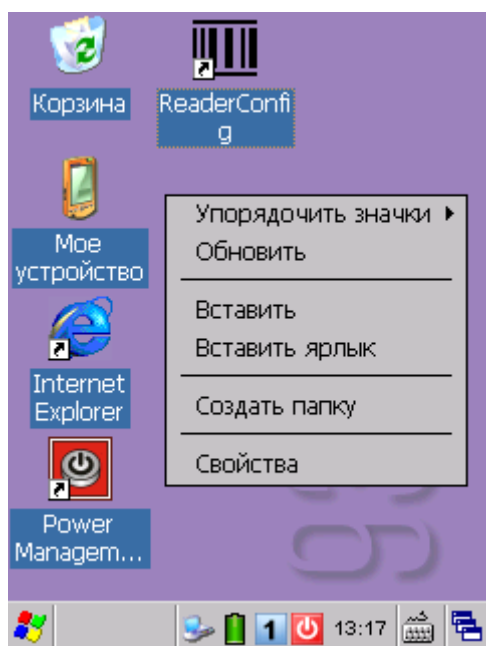 Корзина
ReaderConfi
g
Мое
устройство
Internet
Explorer
Power
Managem...
Упорядочить значки
Обновить
Вставить
Вставить ярлык
Создать папку
Свойства
1
13:17